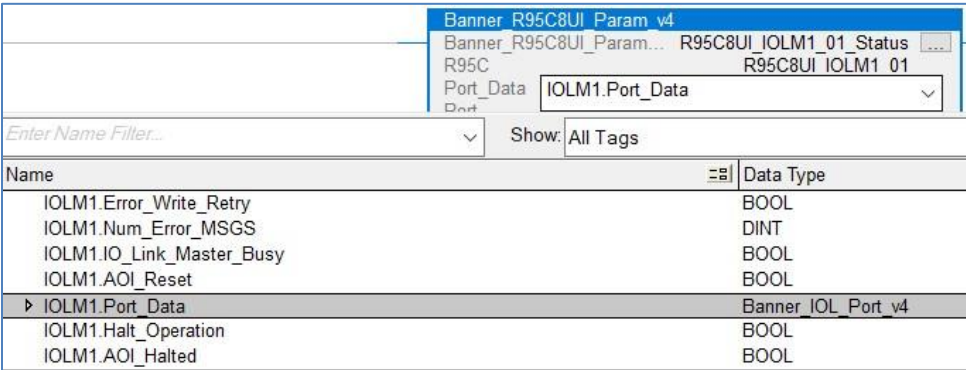 Banner_R95C8UI_Param_v4
Banner_R95C8UI_Param... R95C8UI_IOLM1_01_Status ...
R95C R95C8UI_IOLM1_01
Port_Data IOLM1.Port_Data
Port
Enter Name Filter... Show: All Tags
Name Data Type
IOLM1.Error_Write_Retry BOOL
IOLM1.Num_Error_MSGS DINT
IOLM1.IO_Link_Master_Busy BOOL
IOLM1.AOI_Reset BOOL
IOLM1.Port_Data Banner_IOL_Port_v4
IOLM1.Halt_Operation BOOL
IOLM1.AOI_Halted BOOL